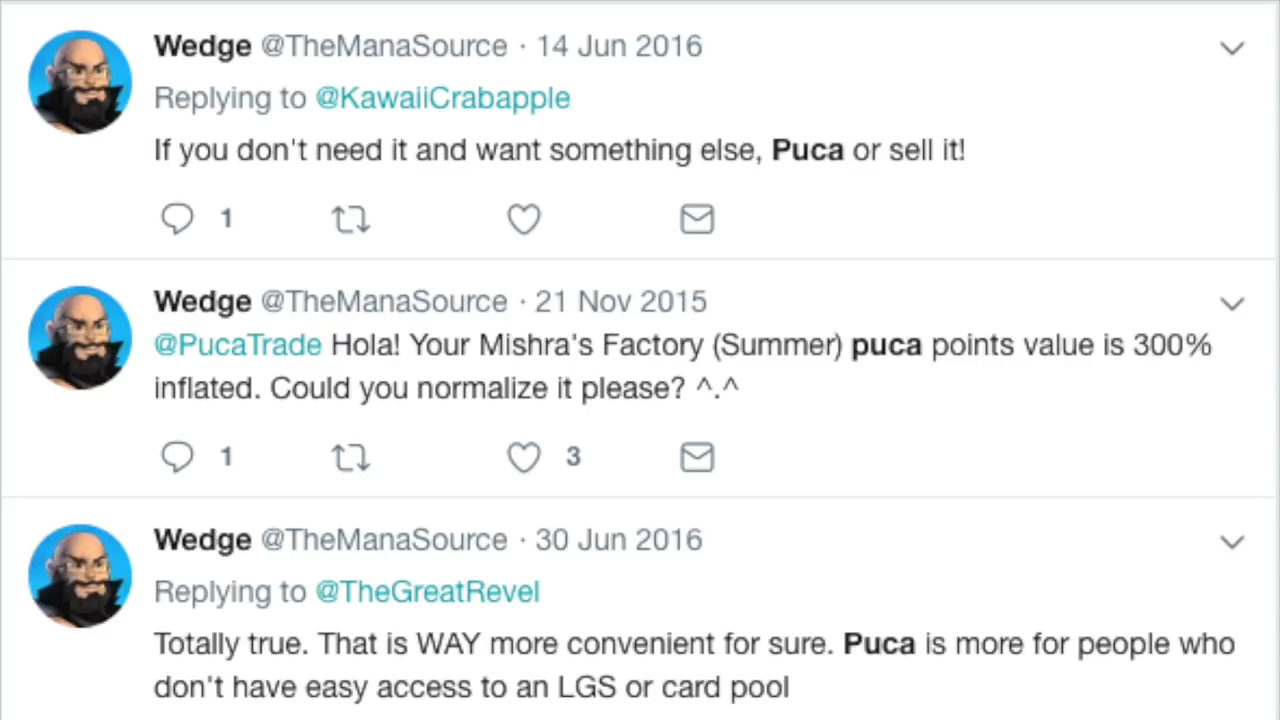 Wedge @TheManaSource · 14 Jun 2016
Replying to @KawaiiCrabapple
If you don't need it and want something else, Puca or sell it!
1
Wedge @TheManaSource · 21 Nov 2015
@PucaTrade Hola! Your Mishra's Factory (Summer) puca points value is 300%
inflated. Could you normalize it please? ^.^
1 3
Wedge @TheManaSource · 30 Jun 2016
Replying to @TheGreatRevel
Totally true. That is WAY more convenient for sure. Puca is more for people who
don't have easy access to an LGS or card pool